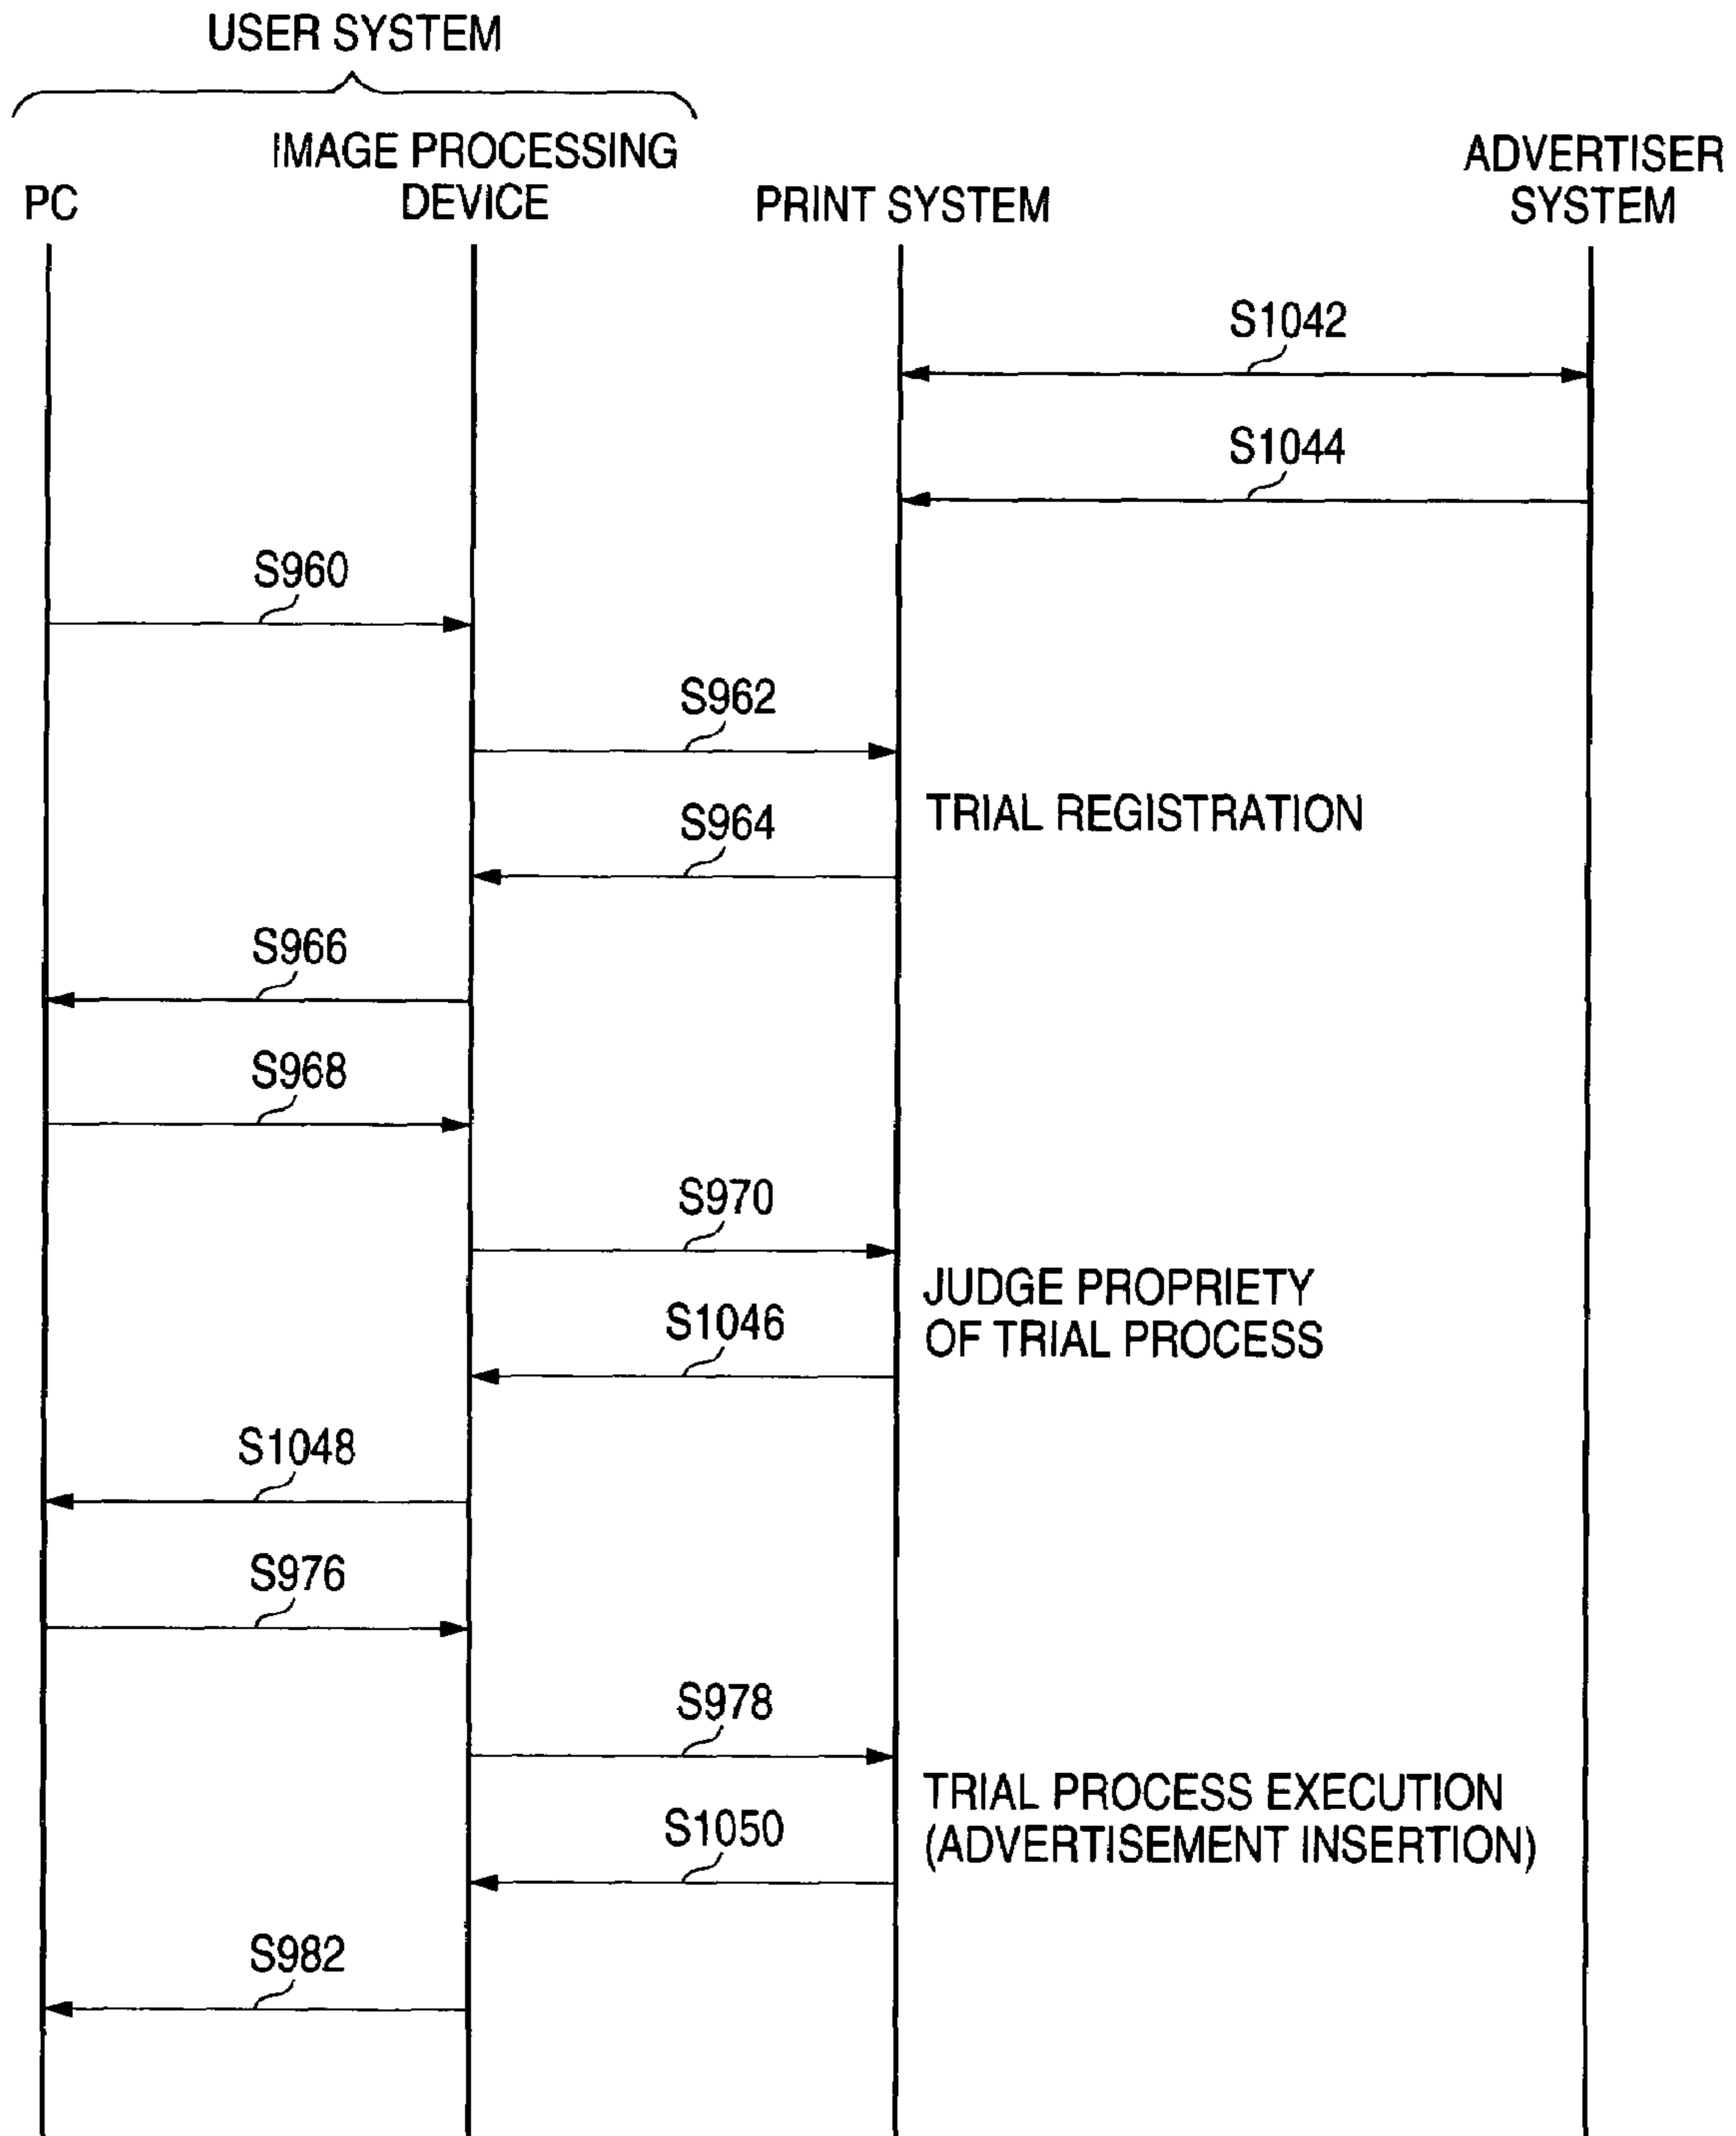 USER SYSTEM
IMAGE PROCESSING
DEVICE
PC
PRINT SYSTEM
ADVERTISER
SYSTEM
S1042
S1044
S960
S962
TRIAL REGISTRATION
S964
S966
S968
S970
JUDGE PROPRIETY
OF TRIAL PROCESS
S1046
S1048
S976
S978
TRIAL PROCESS EXECUTION
(ADVERTISEMENT INSERTION)
S1050
S982